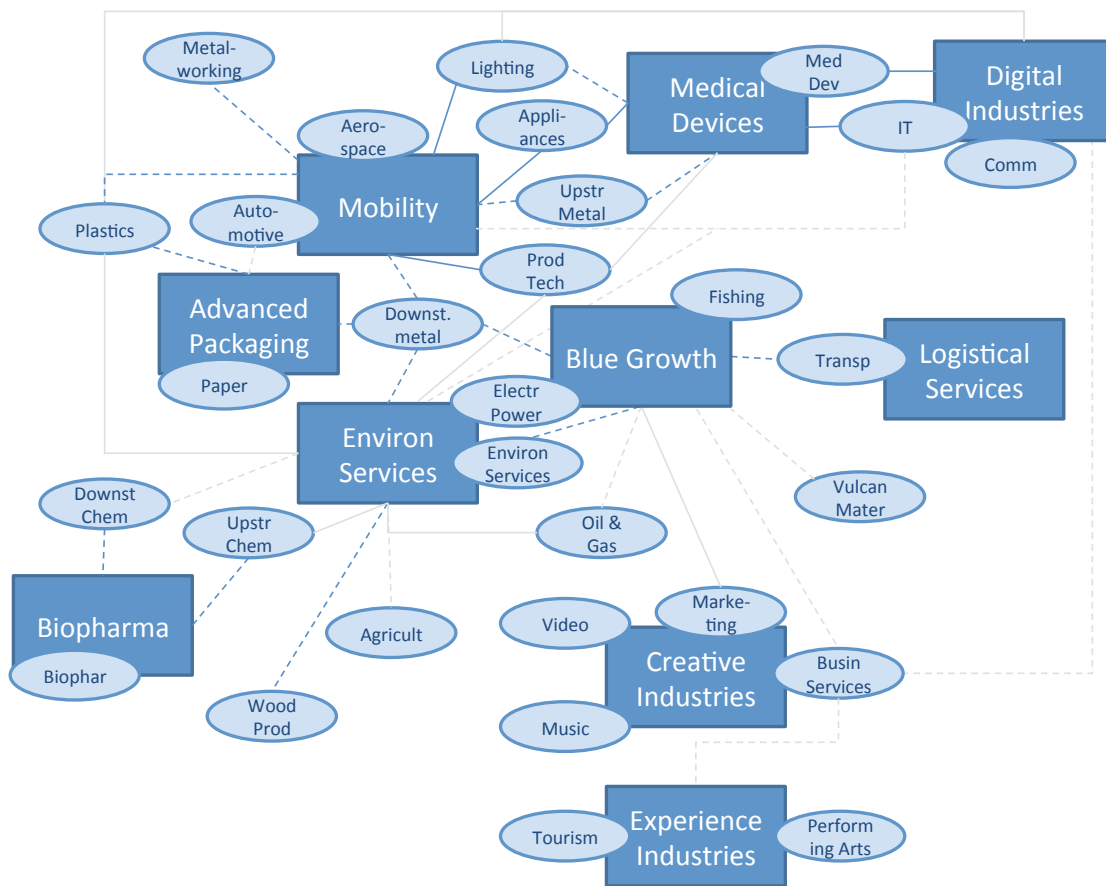 Metal-
working
Lighting
Medical
Devices
Med
Dev
Digital
Industries
Aero-
space
Appli-
ances
IT
Comm
Mobility
Upstr
Metal
Plastics
Auto-
motive
Prod
Tech
Advanced
Packaging
Downst.
metal
Fishing
Blue Growth
Transp
Logistical
Services
Paper
Electr
Power
Environ
Services
Environ
Services
Downst
Chem
Upstr
Chem
Oil &
Gas
Vulcan
Mater
Biopharma
Biophar
Agricult
Video
Marke-
ting
Creative
Industries
Busin
Services
Wood
Prod
Music
Tourism
Experience
Industries
Perform
ing Arts